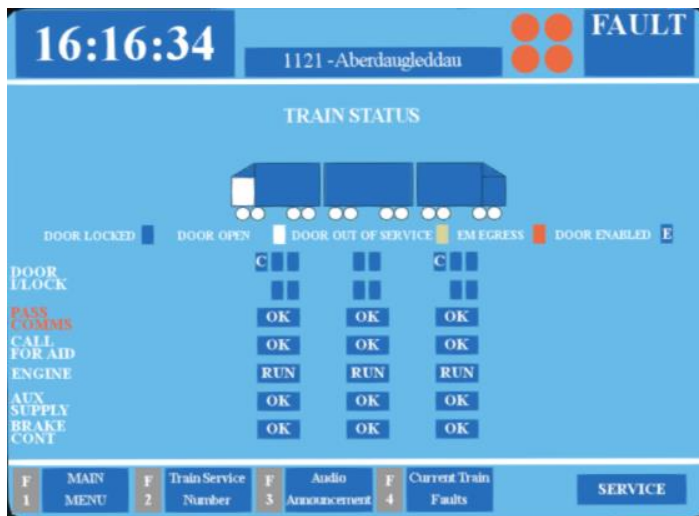 16:16:34
1121 - Aberdaugleddau
FAULT
TRAIN STATUS
DOOR LOCKED
DOOR OPEN
DOOR OUT OF SERVICE
EM EGRESS
DOOR ENABLED E
DOOR
I/LOCK
C
C
PASS
COMMS
OK OK OK
CALL
FOR AID
OK OK OK
ENGINE
RUN RUN RUN
AUX
SUPPLY
OK OK OK
BRAKE
CONT
OK OK OK
F
1
MAIN
MENU
F
2
Train Service
Number
F
3
Audio
Announcement
F
4
Current Train
Faults
SERVICE